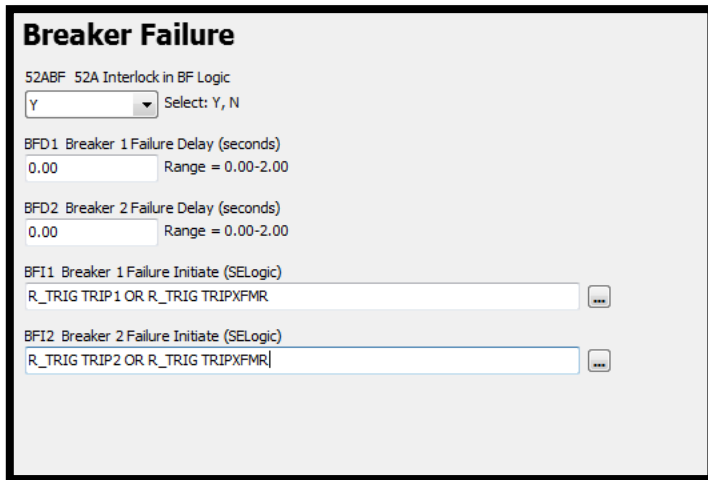 Breaker Failure
52ABF 52A Interlock in BF Logic
Y Select: Y, N
BFD1 Breaker 1 Failure Delay (seconds)
0.00 Range = 0.00-2.00
BFD2 Breaker 2 Failure Delay (seconds)
0.00 Range = 0.00-2.00
BFI1 Breaker 1 Failure Initiate (SELogic)
R_TRIG TRIP1 OR R_TRIG TRIPXFMR
...
BFI2 Breaker 2 Failure Initiate (SELogic)
R_TRIG TRIP2 OR R_TRIG TRIPXFMR
...